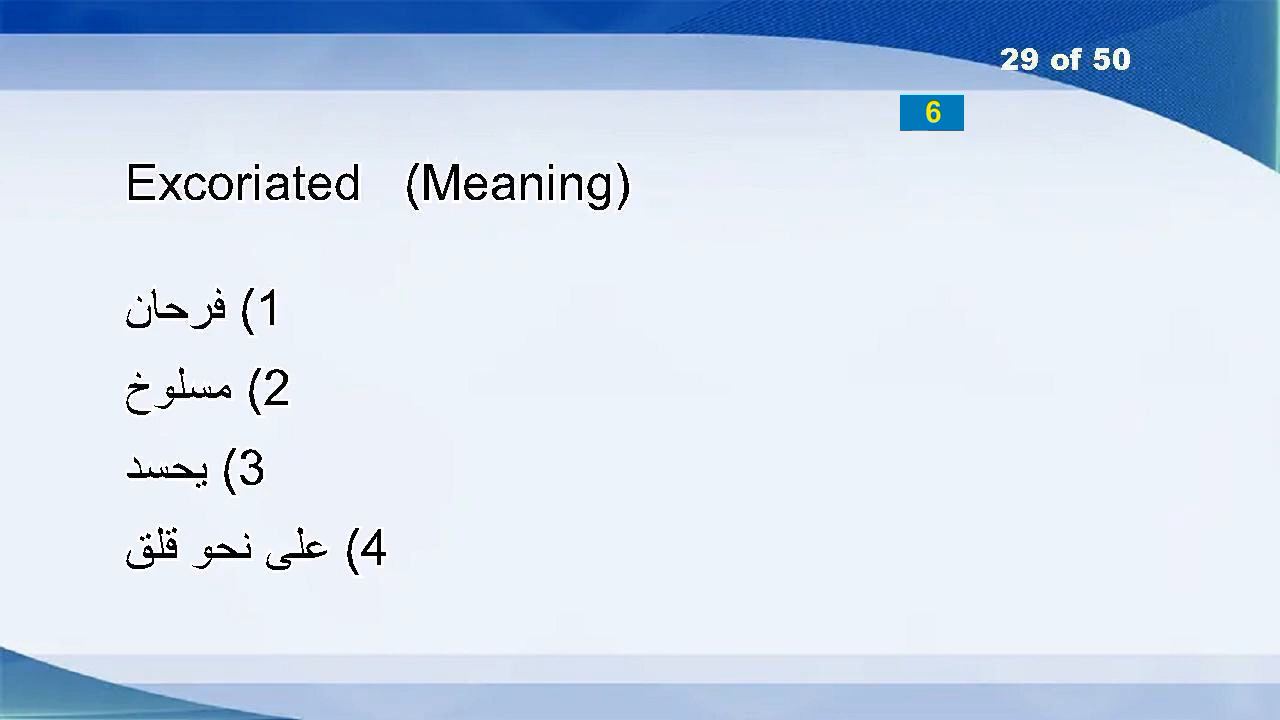 29 of 50
6
Excoriated (Meaning)
1) فرحان
2) مسلوخ
3) يحسد
4) على نحو قلق